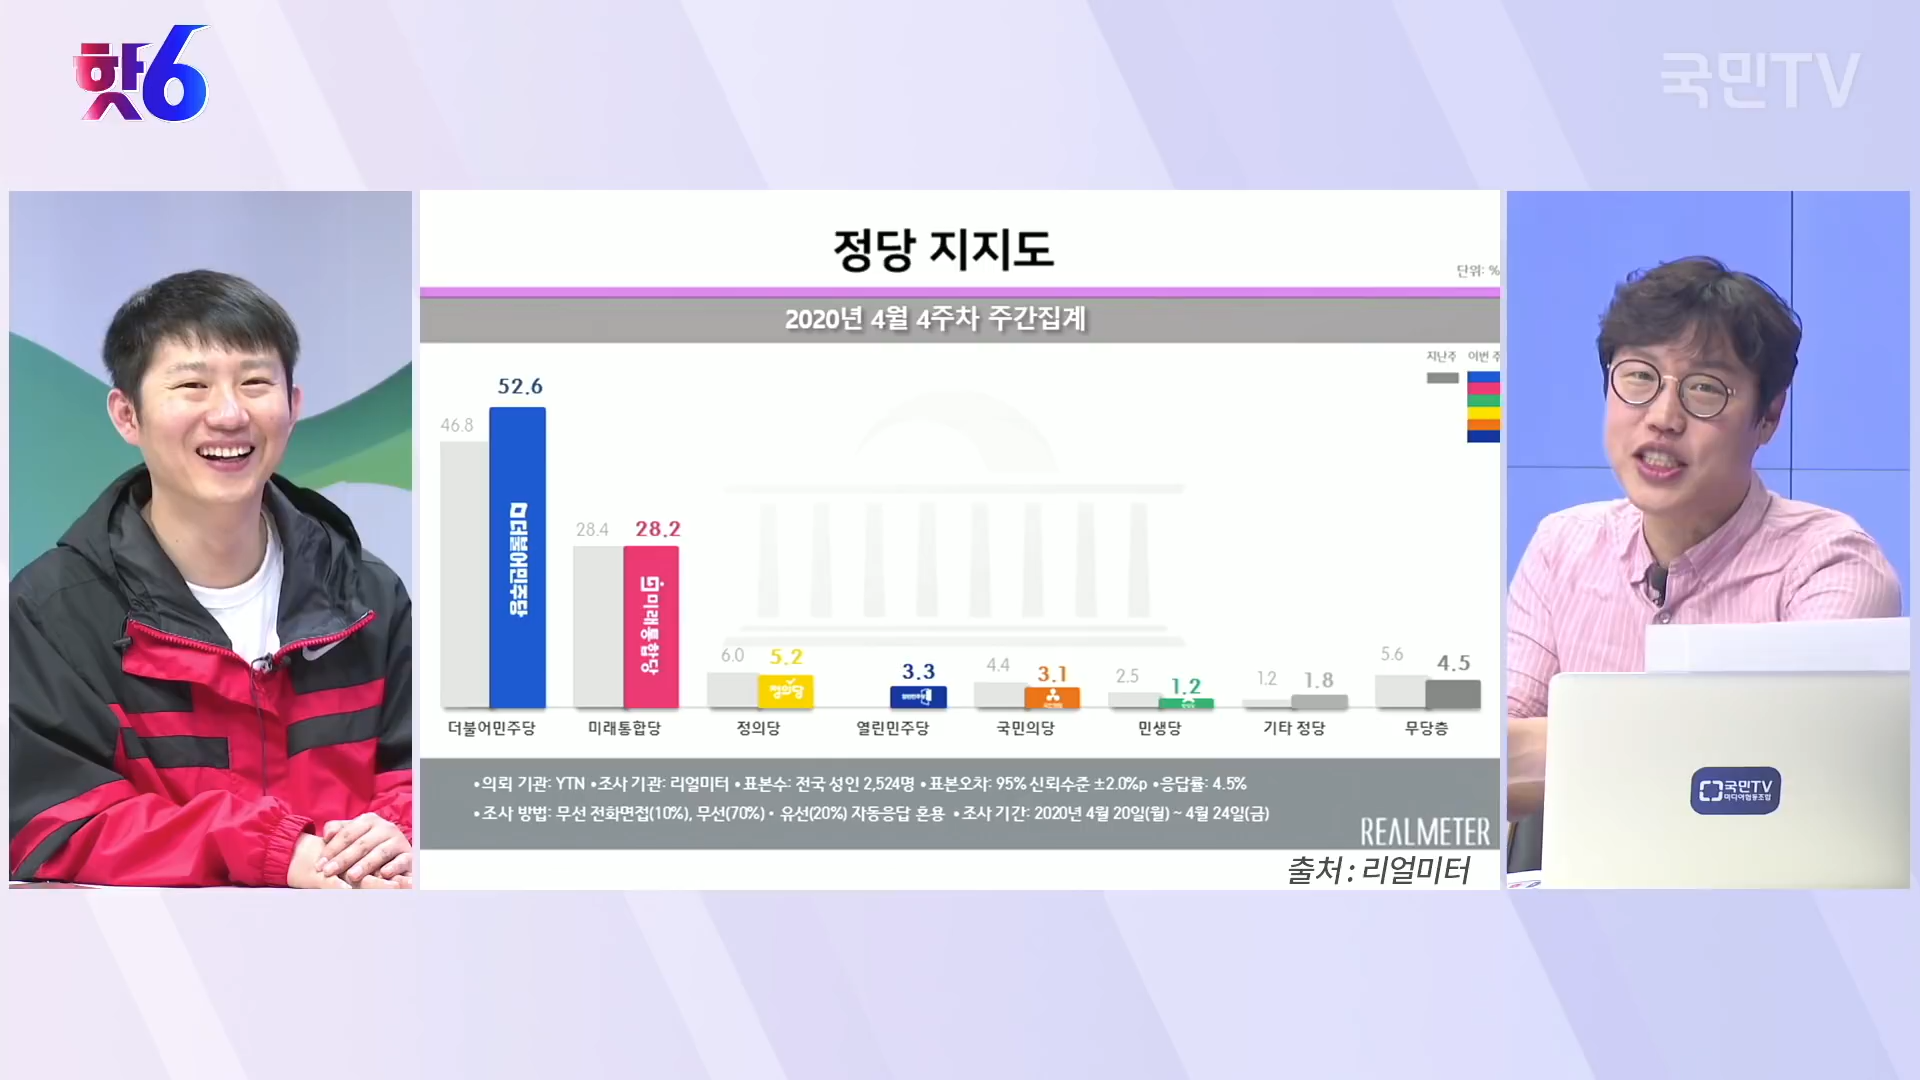 핫6
국민TV
정당 지지도
단위: %
2020년 4월 4주차 주간집계
지난주 이번 주
46.8 52.6
28.4 28.2
6.0 5.2
3.3
4.4 3.1
2.5 1.2
1.2 1.8
5.6 4.5
더불어민주당
미래통합당
정의당
더불어민주당 미래통합당 정의당 열린민주당 국민의당 민생당 기타 정당 무당층
•의뢰 기관: YTN •조사 기관: 리얼미터 •표본수: 전국 성인 2,524명 •표본오차: 95% 신뢰수준 ±2.0%p •응답률: 4.5%
•조사 방법: 무선 전화면접(10%), 무선(70%)• 유선(20%) 자동응답 혼용 •조사 기간: 2020년 4월 20일(월) ~ 4월 24일(금)
REALMETER
출처 : 리얼미터
국민TV
미디어협동조합